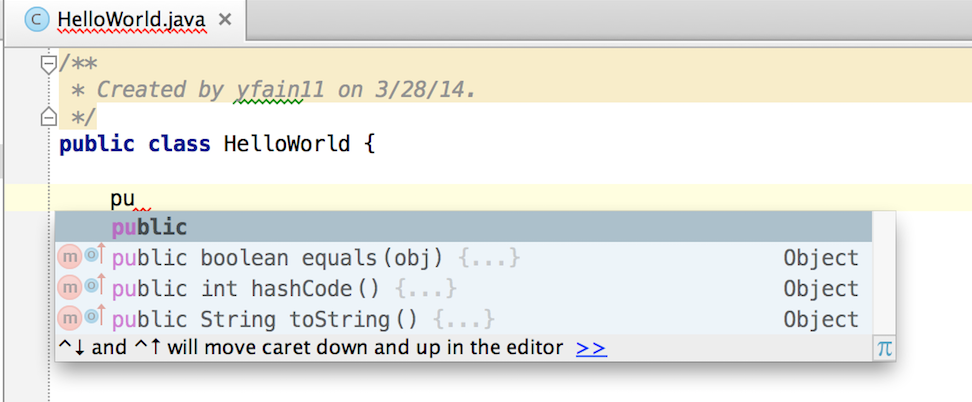 C HelloWorld.java ×
/**
* Created by yfain11 on 3/28/14.
*/
public class HelloWorld {
pu
public
m o public boolean equals(obj) {...} Object
m o public int hashCode() {...} Object
m o public String toString() {...} Object
^↓ and ^↑ will move caret down and up in the editor >> π